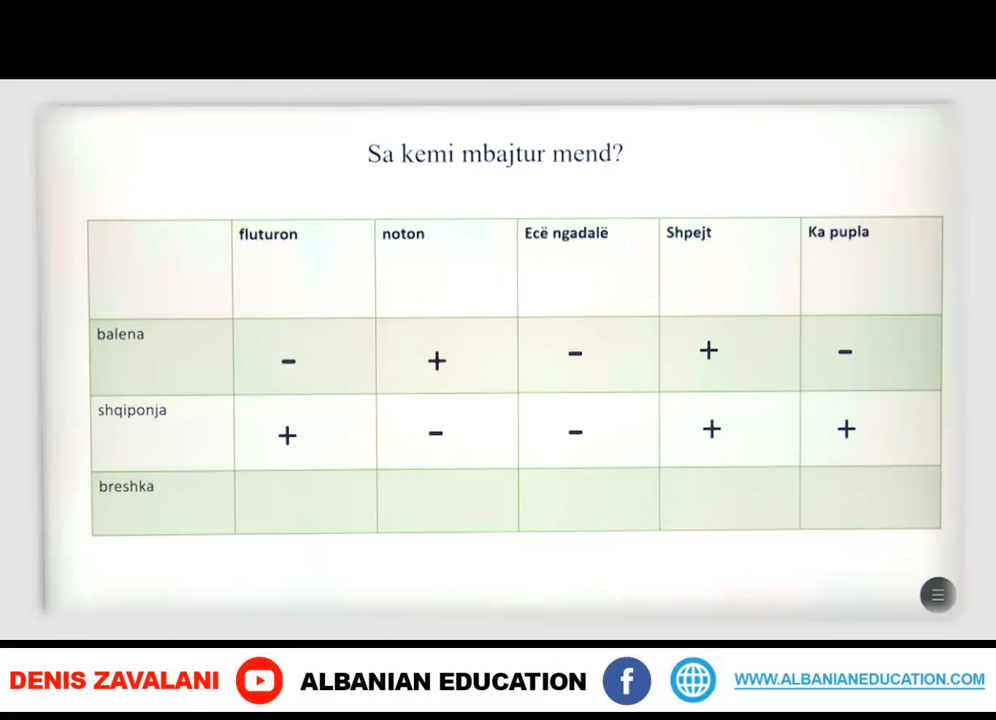 Sa kemi mbajtur mend?
fluturon noton Ecë ngadalë Shpejt Ka pupla
balena - + - + -
shqiponja + - - + +
breshka
DENIS ZAVALANI ALBANIAN EDUCATION f WWW.ALBANIANEDUCATION.COM